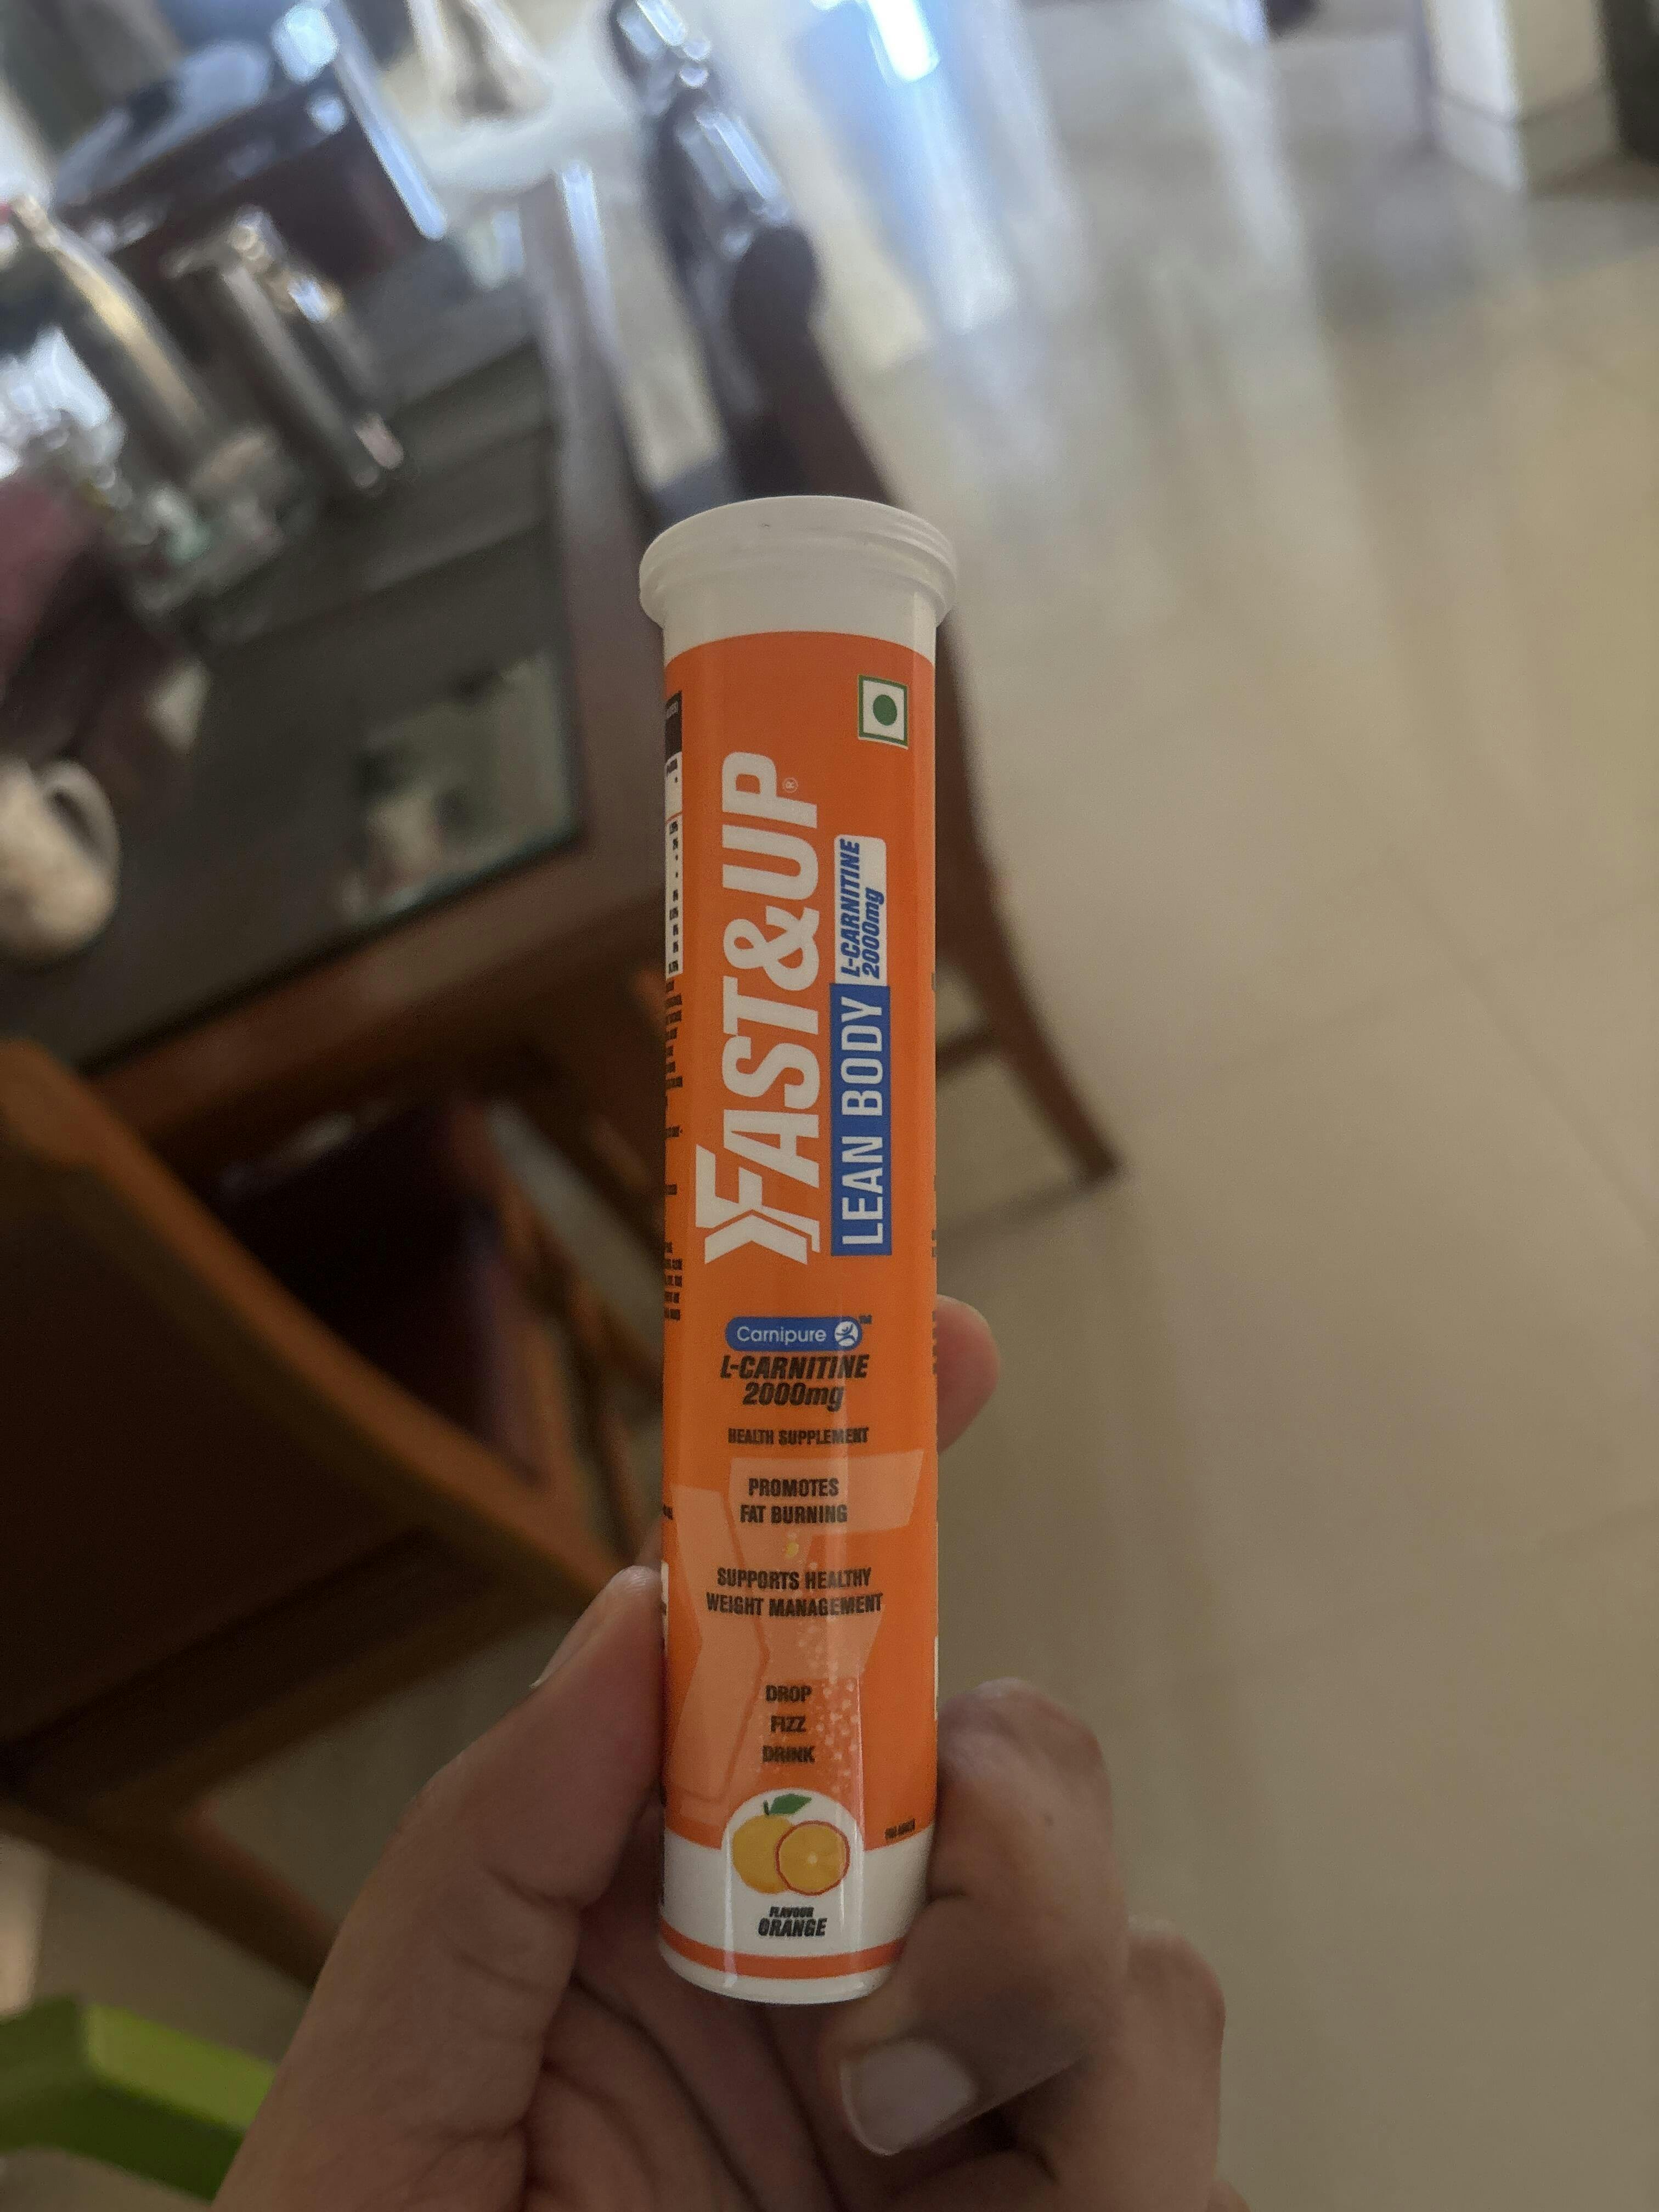 FAST&UP®
LEAN BODY
L-CARNITINE
2000mg
Carnipure™
L-CARNITINE
2000mg
HEALTH SUPPLEMENT
PROMOTES
FAT BURNING
SUPPORTS HEALTHY
WEIGHT MANAGEMENT
DROP
FIZZ
DRINK
FLAVOUR
ORANGE